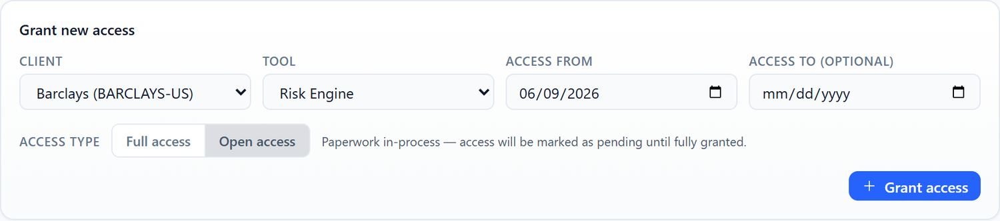 Grant new access
CLIENT TOOL ACCESS FROM ACCESS TO (OPTIONAL)
Barclays (BARCLAYS-US) Risk Engine 06/09/2026 mm/dd/yyyy
ACCESS TYPE Full access Open access Paperwork in-process — access will be marked as pending until fully granted.
+ Grant access